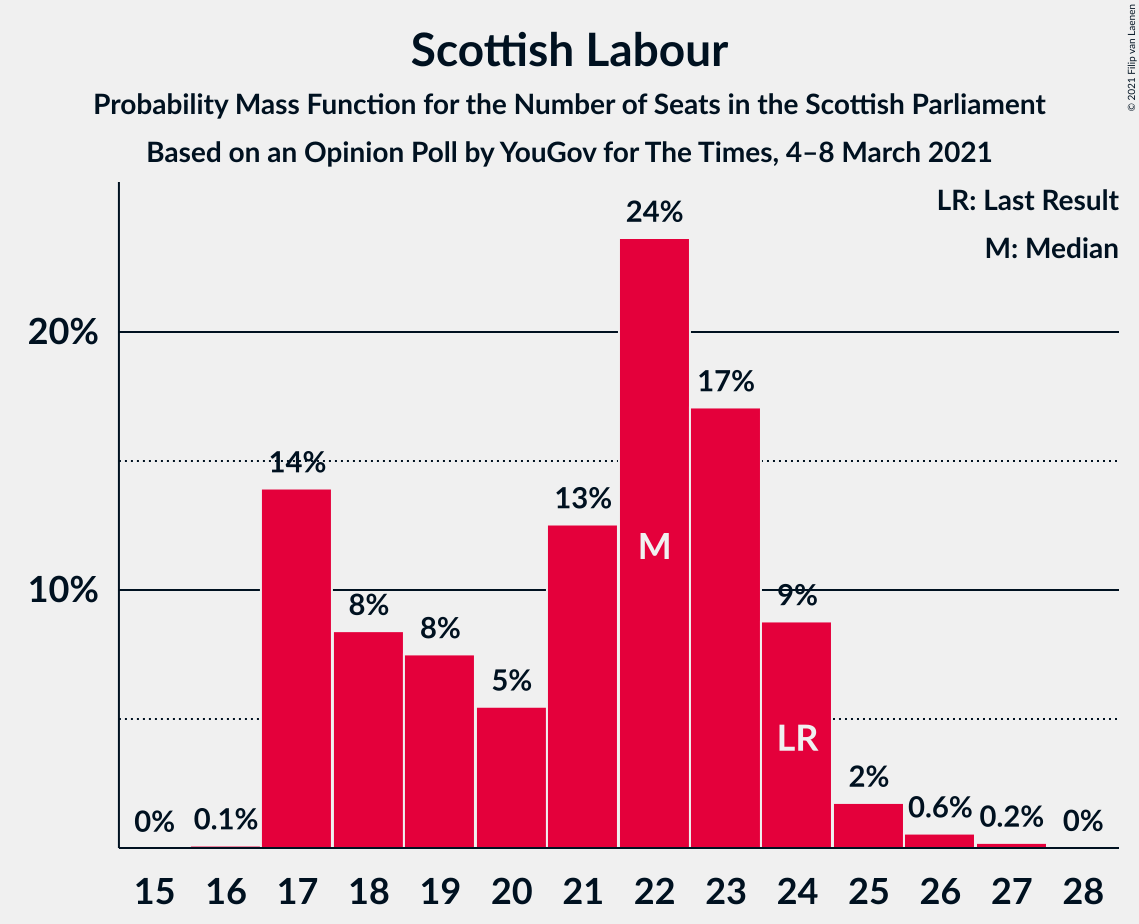 Scottish Labour
Probability Mass Function for the Number of Seats in the Scottish Parliament
Based on an Opinion Poll by YouGov for The Times, 4–8 March 2021
© 2021 Filip van Laenen
LR: Last Result
M: Median
20%
10%
0%
0.1%
14%
8%
8%
5%
13%
24%
17%
9%
2%
0.6%
0.2%
0%
M
LR
15 16 17 18 19 20 21 22 23 24 25 26 27 28